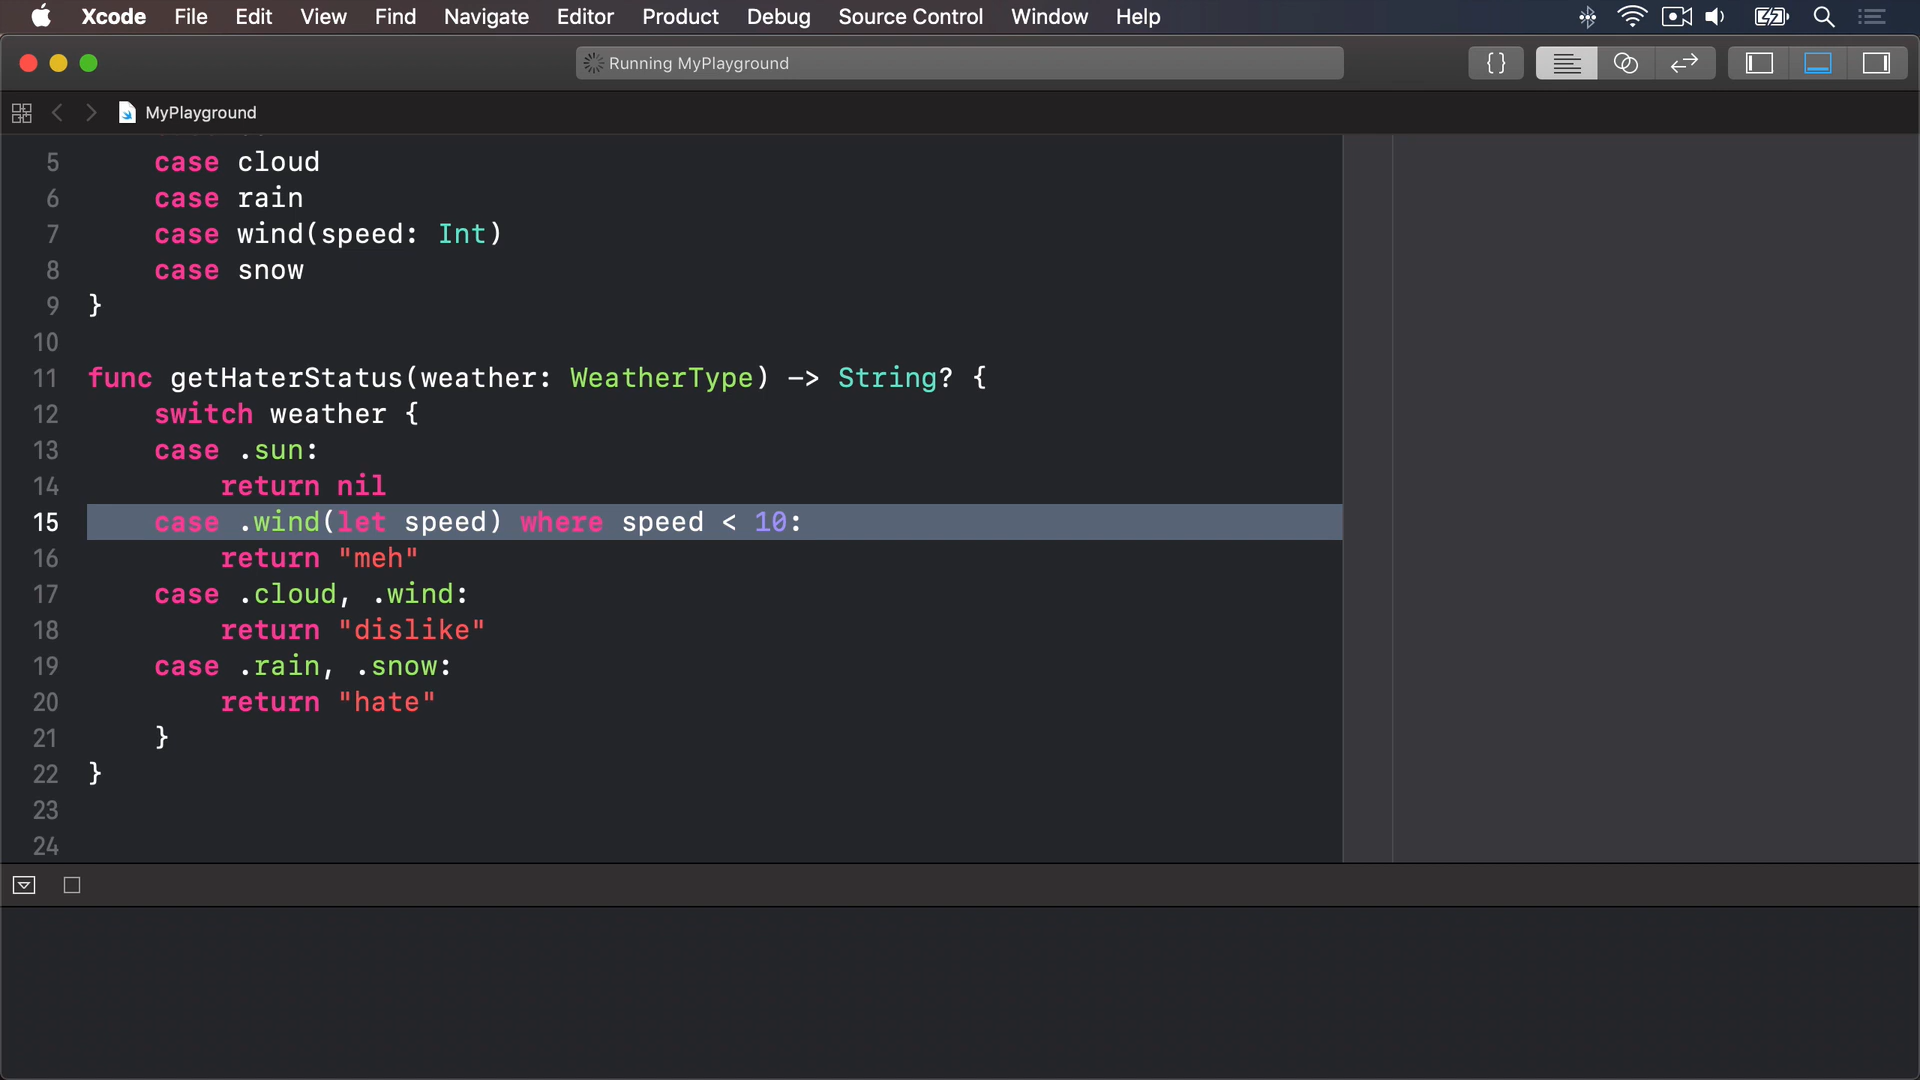 Xcode File Edit View Find Navigate Editor Product Debug Source Control Window Help
Running MyPlayground
{}
MyPlayground
5 case cloud
6 case rain
7 case wind(speed: Int)
8 case snow
9 }
10
11 func getHaterStatus(weather: WeatherType) -> String? {
12 switch weather {
13 case .sun:
14 return nil
15 case .wind(let speed) where speed < 10:
16 return "meh"
17 case .cloud, .wind:
18 return "dislike"
19 case .rain, .snow:
20 return "hate"
21 }
22 }
23
24